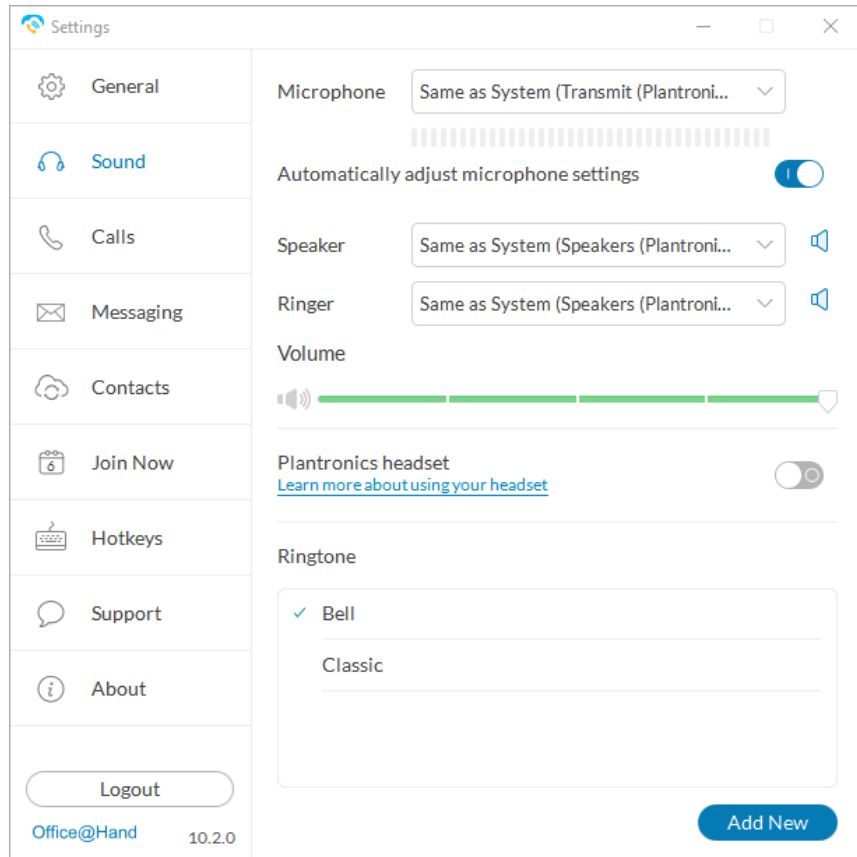 Settings
General
Sound
Calls
Messaging
Contacts
6
Join Now
Hotkeys
Support
i
About
Logout
Office@Hand
10.2.0
Microphone
Same as System (Transmit (Plantroni...
Automatically adjust microphone settings
Speaker
Same as System (Speakers (Plantroni...
Ringer
Same as System (Speakers (Plantroni...
Volume
Plantronics headset
Learn more about using your headset
Ringtone
Bell
Classic
Add New